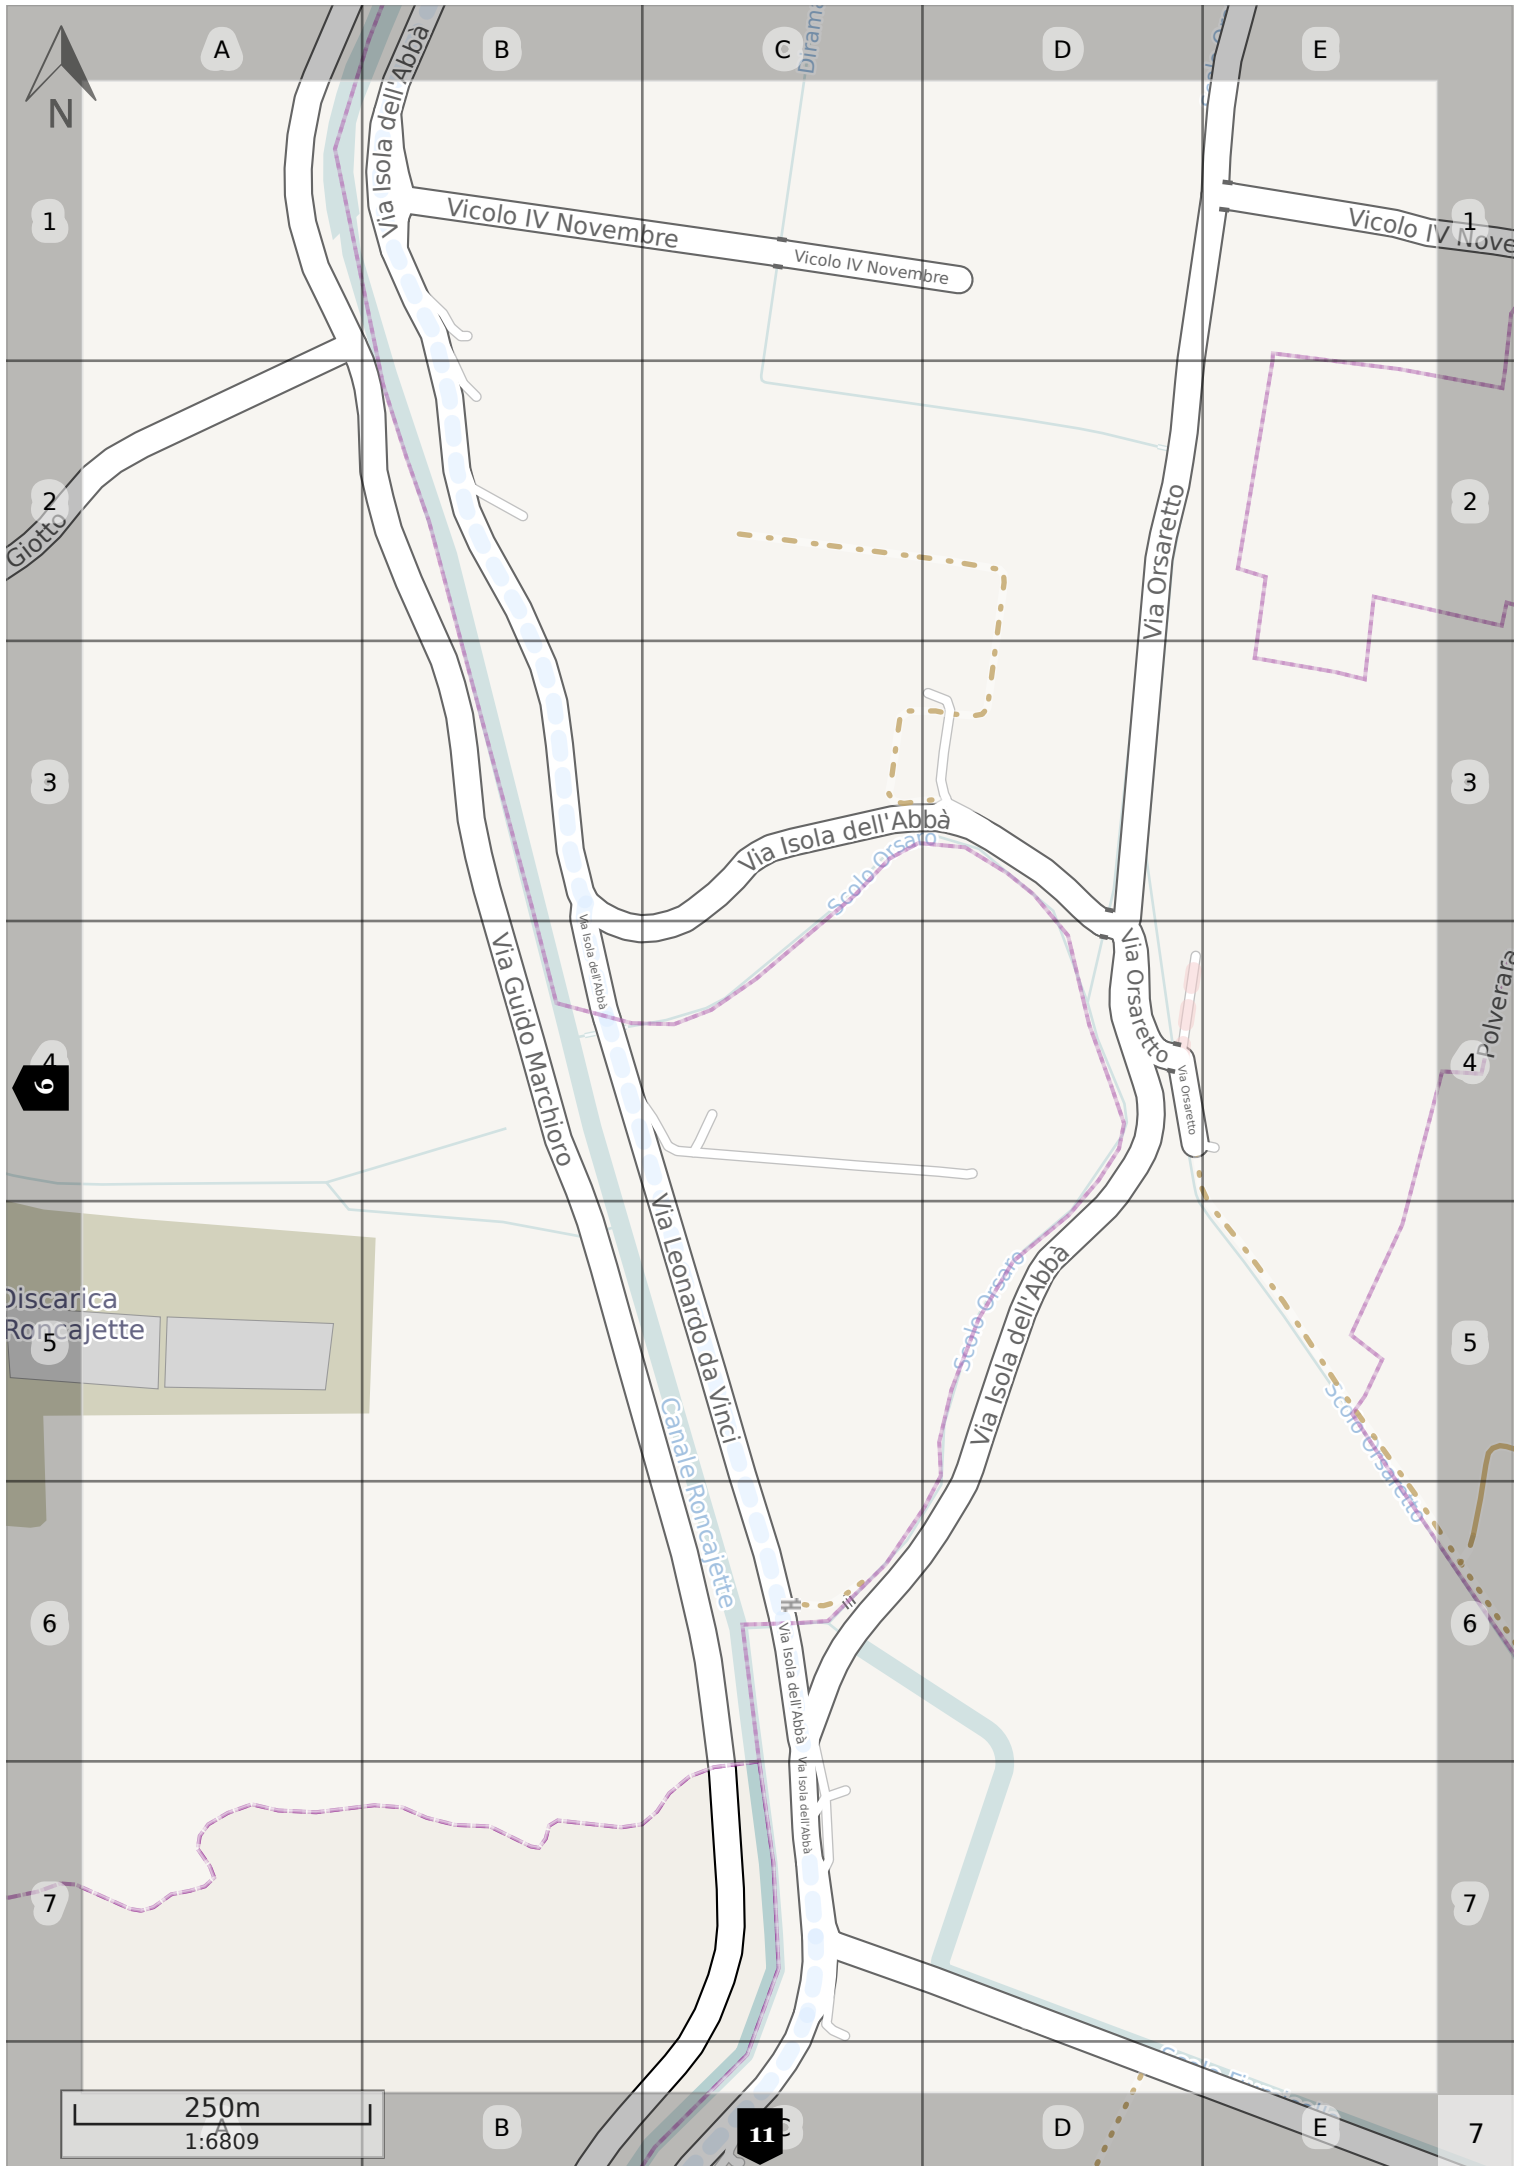 A
B
C
D
E
N
Via Isola dell'Abbà
Via Isola dell'Abbà
1
Vicolo IV Novembre
Vicolo IV Novembre
Vicolo IV Nove
1
2
Giotto
Via Orsaretto
2
3
Via Isola dell'Abbà
Scolo Orsaro
3
Via Isola dell'Abbà
Via Guido Marchioro
Via Orsaretto
Via Orsaretto
Polverara
4
9
4
Discarica
Roncajette
5
Via Leonardo da Vinci
Canale Roncajette
Scolo Orsaro
Via Isola dell'Abbà
Scolo Orsaretto
5
6
Via Isola dell'Abbà
Via Isola dell'Abbà
6
7
7
250m
1:6809
A
B
11
C
D
E
7